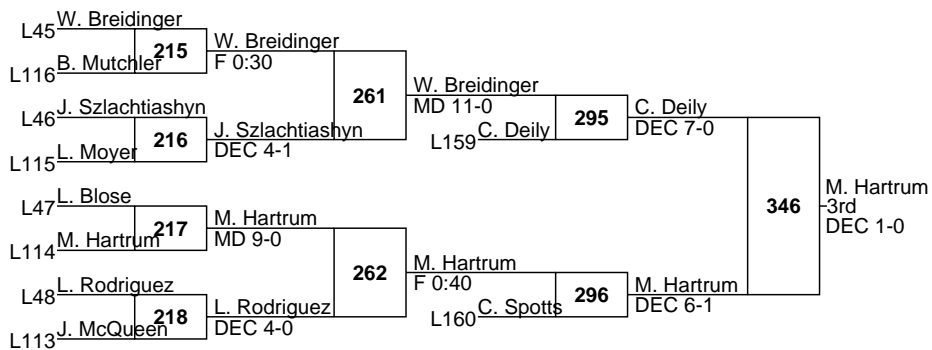 L45 W. Breidinger
215
L116 B. Mutchler
W. Breidinger
F 0:30
L46 J. Szlachtiashyn
216
L115 L. Moyer
J. Szlachtiashyn
DEC 4-1
261
W. Breidinger
MD 11-0
L159 C. Deily
295
C. Deily
DEC 7-0
L47 L. Blose
217
L114 M. Hartrum
M. Hartrum
MD 9-0
L48 L. Rodriguez
218
L113 J. McQueen
L. Rodriguez
DEC 4-0
262
M. Hartrum
F 0:40
L160 C. Spotts
296
M. Hartrum
DEC 6-1
346
M. Hartrum
3rd
DEC 1-0